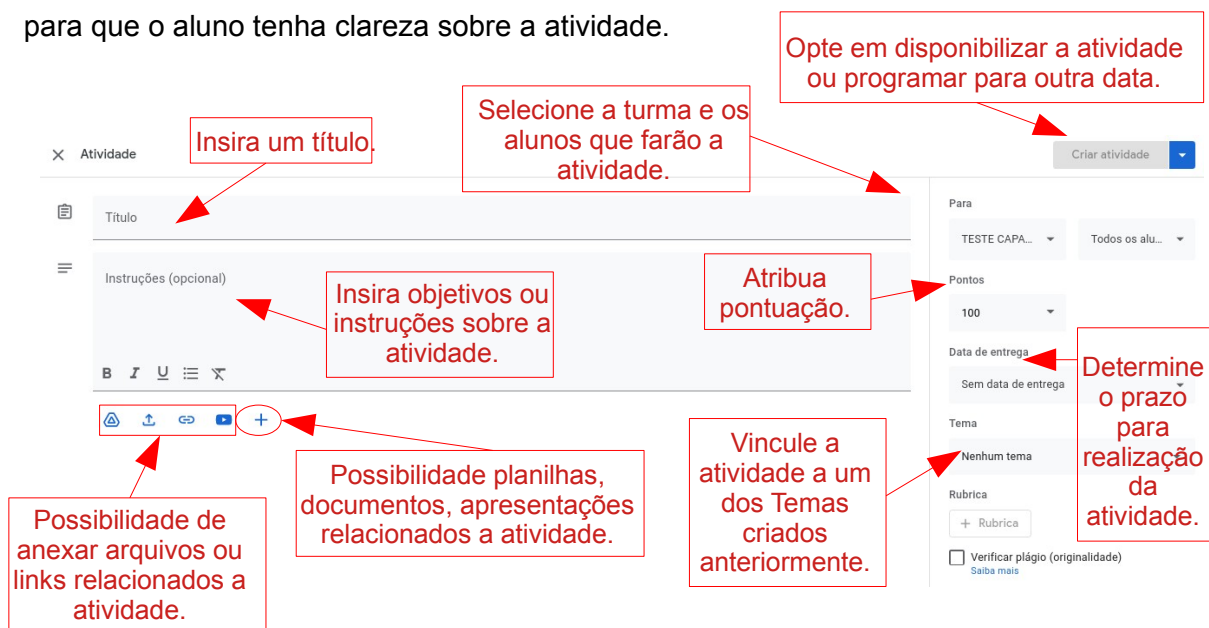 para que o aluno tenha clareza sobre a atividade.
Opte em disponibilizar a atividade
ou programar para outra data.
Selecione a turma e os
alunos que farão a
atividade.
Insira um título.
Atividade
Criar atividade
Para
Título
TESTE CAPA...
Todos os alu...
Instruções (opcional)
Insira objetivos ou
instruções sobre a
atividade.
Atribua
pontuação.
Pontos
100
Data de entrega
Sem data de entrega
Determine
o prazo
para
realização
da
atividade.
B I U
Tema
Nenhum tema
Vincule a
atividade a um
dos Temas
criados
anteriormente.
Possibilidade planilhas,
documentos, apresentações
relacionados a atividade.
Possibilidade de
anexar arquivos ou
links relacionados a
atividade.
Rubrica
+ Rubrica
Verificar plágio (originalidade)
Saiba mais